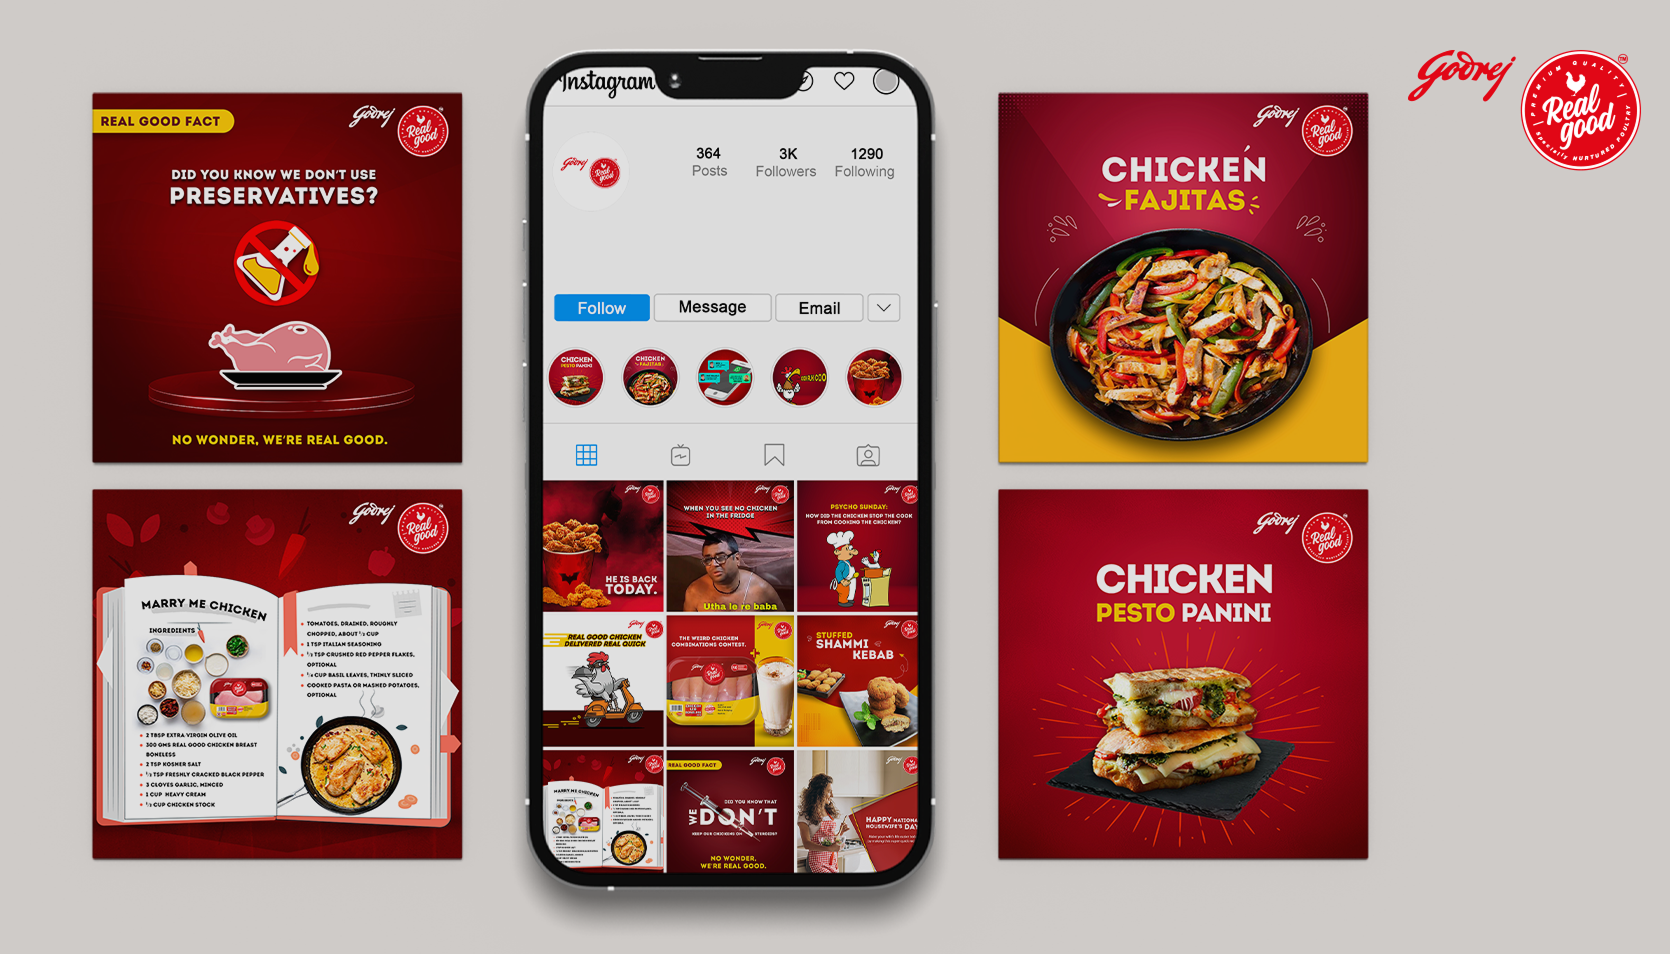 REAL GOOD FACT
Godrej
Real good
DID YOU KNOW WE DON'T USE
PRESERVATIVES?
NO WONDER, WE'RE REAL GOOD.
Godrej
Real good
MARRY ME CHICKEN
INGREDIENTS
2 TBSP EXTRA-VIRGIN OLIVE OIL
300 GMS REAL GOOD CHICKEN BREAST
BONELESS
2 TSP KOSHER SALT
1/2 TSP FRESHLY CRACKED BLACK PEPPER
3 CLOVES GARLIC, MINCED
1 CUP HEAVY CREAM
1/2 CUP CHICKEN STOCK
TOMATOES, DRAINED, ROUGHLY
CHOPPED, ABOUT 1/2 CUP
1 TSP ITALIAN SEASONING
1/2 TSP CRUSHED RED PEPPER FLAKES,
OPTIONAL
1/4 CUP BASIL LEAVES, THINLY SLICED
COOKED PASTA OR MASHED POTATOES,
OPTIONAL
Instagram
Godrej Real good
364 3K 1290
Posts Followers Following
Follow Message Email
CHICKEN
PESTO PANINI
CHICKEN
FAJITAS
HE IS BACK
TODAY.
WHEN YOU SEE NO CHICKEN
IN THE FRIDGE
Utha le re baba
PSYCHO SUNDAY:
HOW DID THE CHICKEN STOP THE COOK
FROM COOKING THE CHICKEN?
REAL GOOD CHICKEN
DELIVERED REAL QUICK
THE WEIRD CHICKEN
COMBINATIONS CONTEST.
STUFFED
SHAMMI
KEBAB
MARRY ME CHICKEN
REAL GOOD FACT
DID YOU KNOW THAT
WE DON'T
KEEP OUR CHICKENS ON STEROIDS?
NO WONDER,
WE'RE REAL GOOD.
HAPPY NATIONA
HOUSEWIFE'S DAY
Godrej
Real good
CHICKEN
FAJITAS
Godrej
Real good
CHICKEN
PESTO PANINI
Godrej
PREMIUM QUALITY
Real good
Specially NURTURED POULTRY
TM